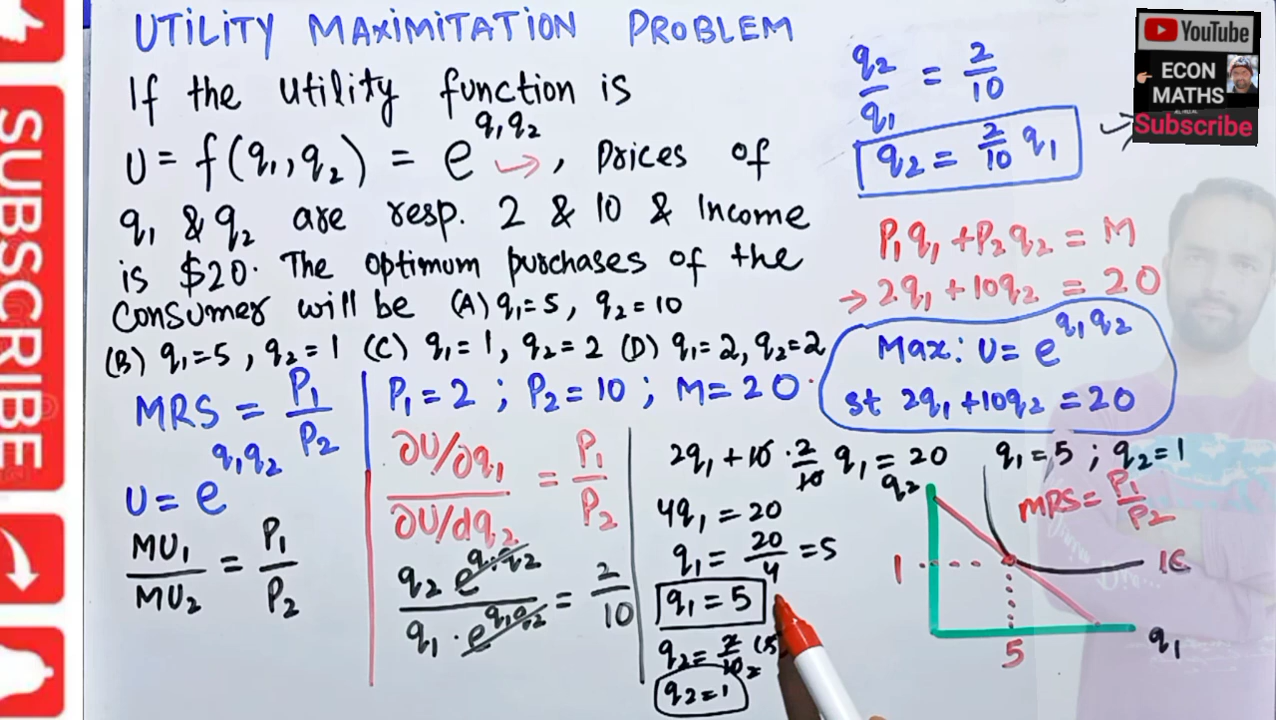 UTILITY MAXIMITATION PROBLEM
If the utility function is
U = f(q₁, q₂) = e^{q₁q₂}, Prices of
q₁ & q₂ are resp. 2 & 10 & Income
is $20. The optimum purchases of the
Consumer will be (A) q₁=5, q₂=10
(B) q₁=5, q₂=1 (C) q₁=1, q₂=2 (D) q₁=2, q₂=2
MRS = P₁/P₂
U = e^{q₁q₂}
MU₁/MU₂ = P₁/P₂
P₁=2 ; P₂=10 ; M=20.
∂U/∂q₁ / ∂U/dq₂ = P₁/P₂
q₂ e^{q₁q₂} / q₁ · e^{q₁q₂} = 2/10
2q₁ + 10 · 2/10 q₁ = 20
4q₁ = 20
q₁ = 20/4 = 5
q₁ = 5
q₂ = 2/10 (5
q₂ = 1
q₂/q₁ = 2/10
q₂ = 2/10 q₁
P₁q₁ + P₂q₂ = M
→ 2q₁ + 10q₂ = 20
Max: U = e^{q₁q₂}
st 2q₁ + 10q₂ = 20
q₁=5 ; q₂=1
MRS = P₁/P₂
q₂
1
5
q₁
YouTube
ECON
MATHS
Subscribe
SUBSCRIBE